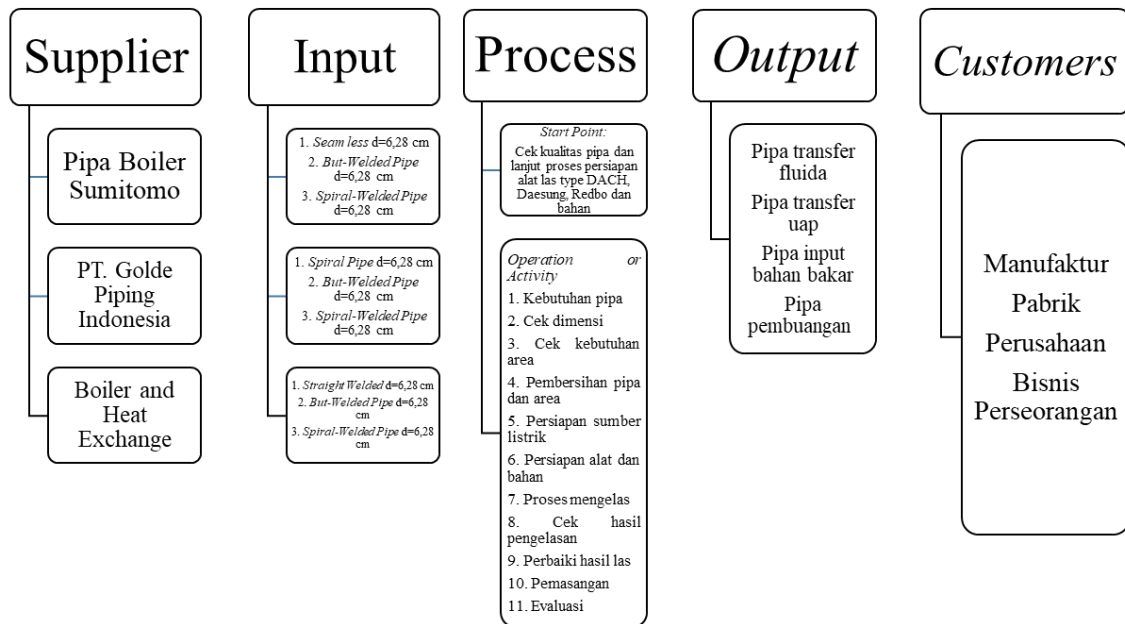 Supplier
Pipa Boiler
Sumitomo
PT. Golde
Piping
Indonesia
Boiler and
Heat
Exchange
Input
1. Seam less d=6,28 cm
2. But-Welded Pipe
d=6,28 cm
3. Spiral-Welded Pipe
d=6,28 cm
1. Spiral Pipe d=6,28 cm
2. But-Welded Pipe
d=6,28 cm
3. Spiral-Welded Pipe
d=6,28 cm
1. Straight Welded d=6,28 cm
2. But-Welded Pipe d=6,28
cm
3. Spiral-Welded Pipe d=6,28
cm
Process
Start Point:
Cek kualitas pipa dan
lanjut proses persiapan
alat las type DACH,
Daesung, Redbo dan
bahan
Operation or
Activity
1. Kebutuhan pipa
2. Cek dimensi
3. Cek kebutuhan
area
4. Pembersihan pipa
dan area
5. Persiapan sumber
listrik
6. Persiapan alat dan
bahan
7. Proses mengelas
8. Cek hasil
pengelasan
9. Perbaiki hasil las
10. Pemasangan
11. Evaluasi
Output
Pipa transfer
fluida
Pipa transfer
uap
Pipa input
bahan bakar
Pipa
pembuangan
Customers
Manufaktur
Pabrik
Perusahaan
Bisnis
Perseorangan